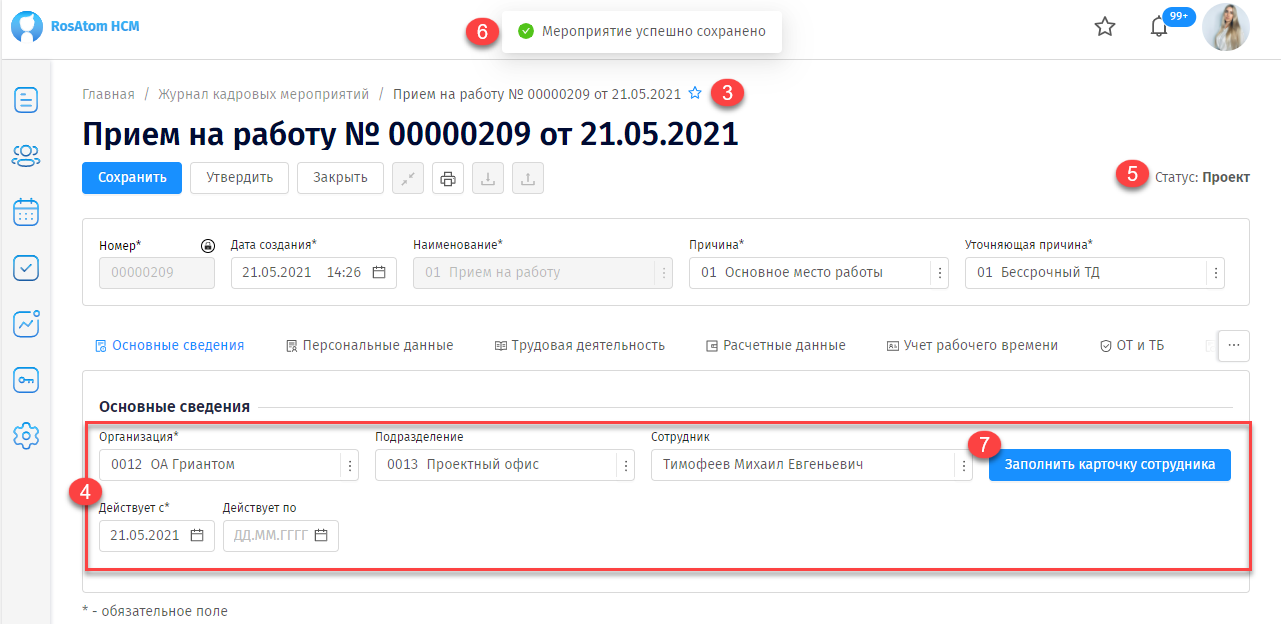 RosAtom HCM
6
Мероприятие успешно сохранено
99+
Главная / Журнал кадровых мероприятий / Прием на работу № 00000209 от 21.05.2021
3
Прием на работу № 00000209 от 21.05.2021
Сохранить Утвердить Закрыть
5
Статус: Проект
Номер* Дата создания* Наименование* Причина* Уточняющая причина*
00000209 21.05.2021 14:26 01 Прием на работу 01 Основное место работы 01 Бессрочный ТД
Основные сведения Персональные данные Трудовая деятельность Расчетные данные Учет рабочего времени ОТ и ТБ ...
Основные сведения
Организация* Подразделение Сотрудник
7
0012 ОА Гриантом 0013 Проектный офис Тимофеев Михаил Евгеньевич Заполнить карточку сотрудника
4
Действует с* Действует по
21.05.2021 ДД.ММ.ГГГГ
* - обязательное поле